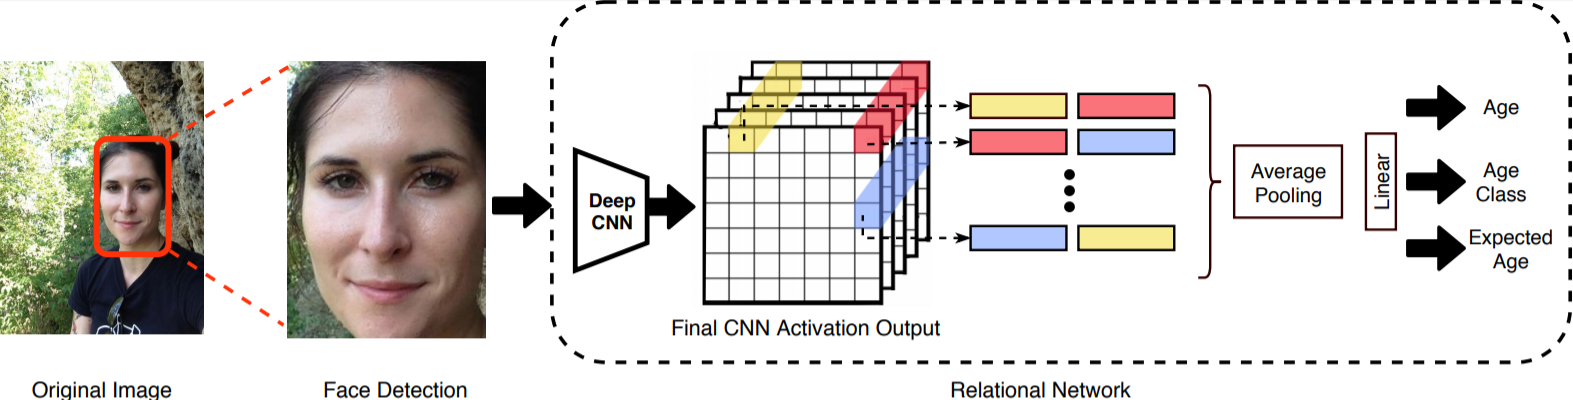 Deep
CNN
Final CNN Activation Output
Average
Pooling
Linear
Age
Age
Class
Expected
Age
Original Image
Face Detection
Relational Network